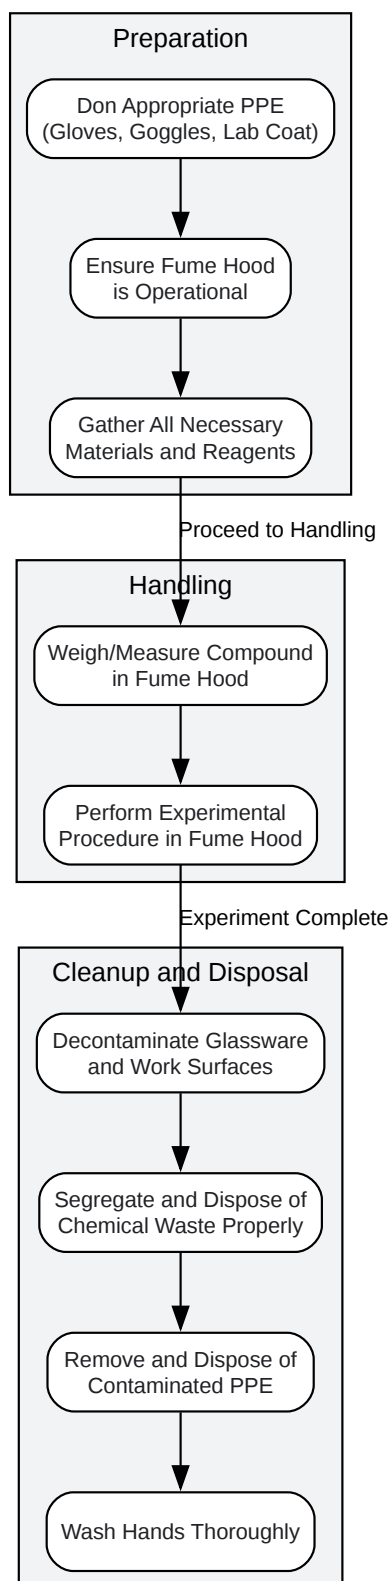 Preparation
Don Appropriate PPE
(Gloves, Goggles, Lab Coat)
Ensure Fume Hood
is Operational
Gather All Necessary
Materials and Reagents
Proceed to Handling
Handling
Weigh/Measure Compound
in Fume Hood
Perform Experimental
Procedure in Fume Hood
Experiment Complete
Cleanup and Disposal
Decontaminate Glassware
and Work Surfaces
Segregate and Dispose of
Chemical Waste Properly
Remove and Dispose of
Contaminated PPE
Wash Hands Thoroughly